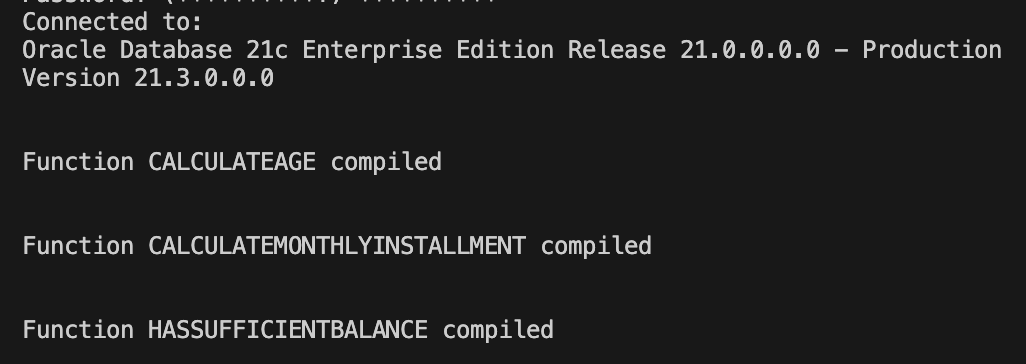 Connected to:
Oracle Database 21c Enterprise Edition Release 21.0.0.0.0 - Production
Version 21.3.0.0.0
Function CALCULATEAGE compiled
Function CALCULATEMONTHLYINSTALLMENT compiled
Function HASSUFFICIENTBALANCE compiled